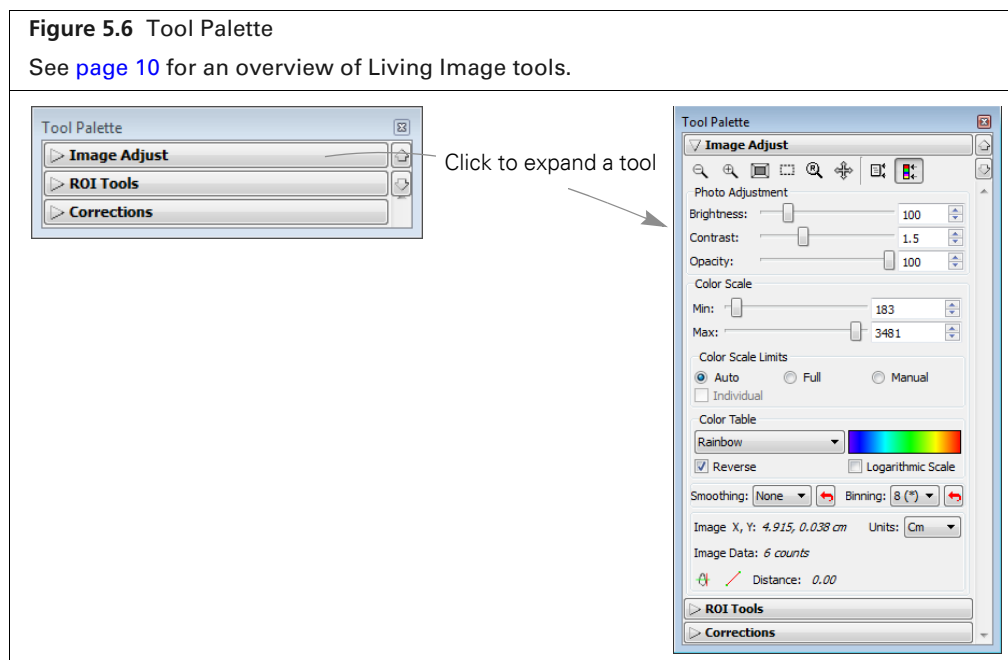 Figure 5.6 Tool Palette
See page 10 for an overview of Living Image tools.
Tool Palette
Image Adjust
ROI Tools
Corrections
Click to expand a tool
Tool Palette
Image Adjust
Photo Adjustment
Brightness: 100
Contrast: 1.5
Opacity: 100
Color Scale
Min: 183
Max: 3481
Color Scale Limits
Auto Full Manual
Individual
Color Table
Rainbow
Reverse Logarithmic Scale
Smoothing: None Binning: 8 (*)
Image X, Y: 4.915, 0.038 cm Units: Cm
Image Data: 6 counts
Distance: 0.00
ROI Tools
Corrections